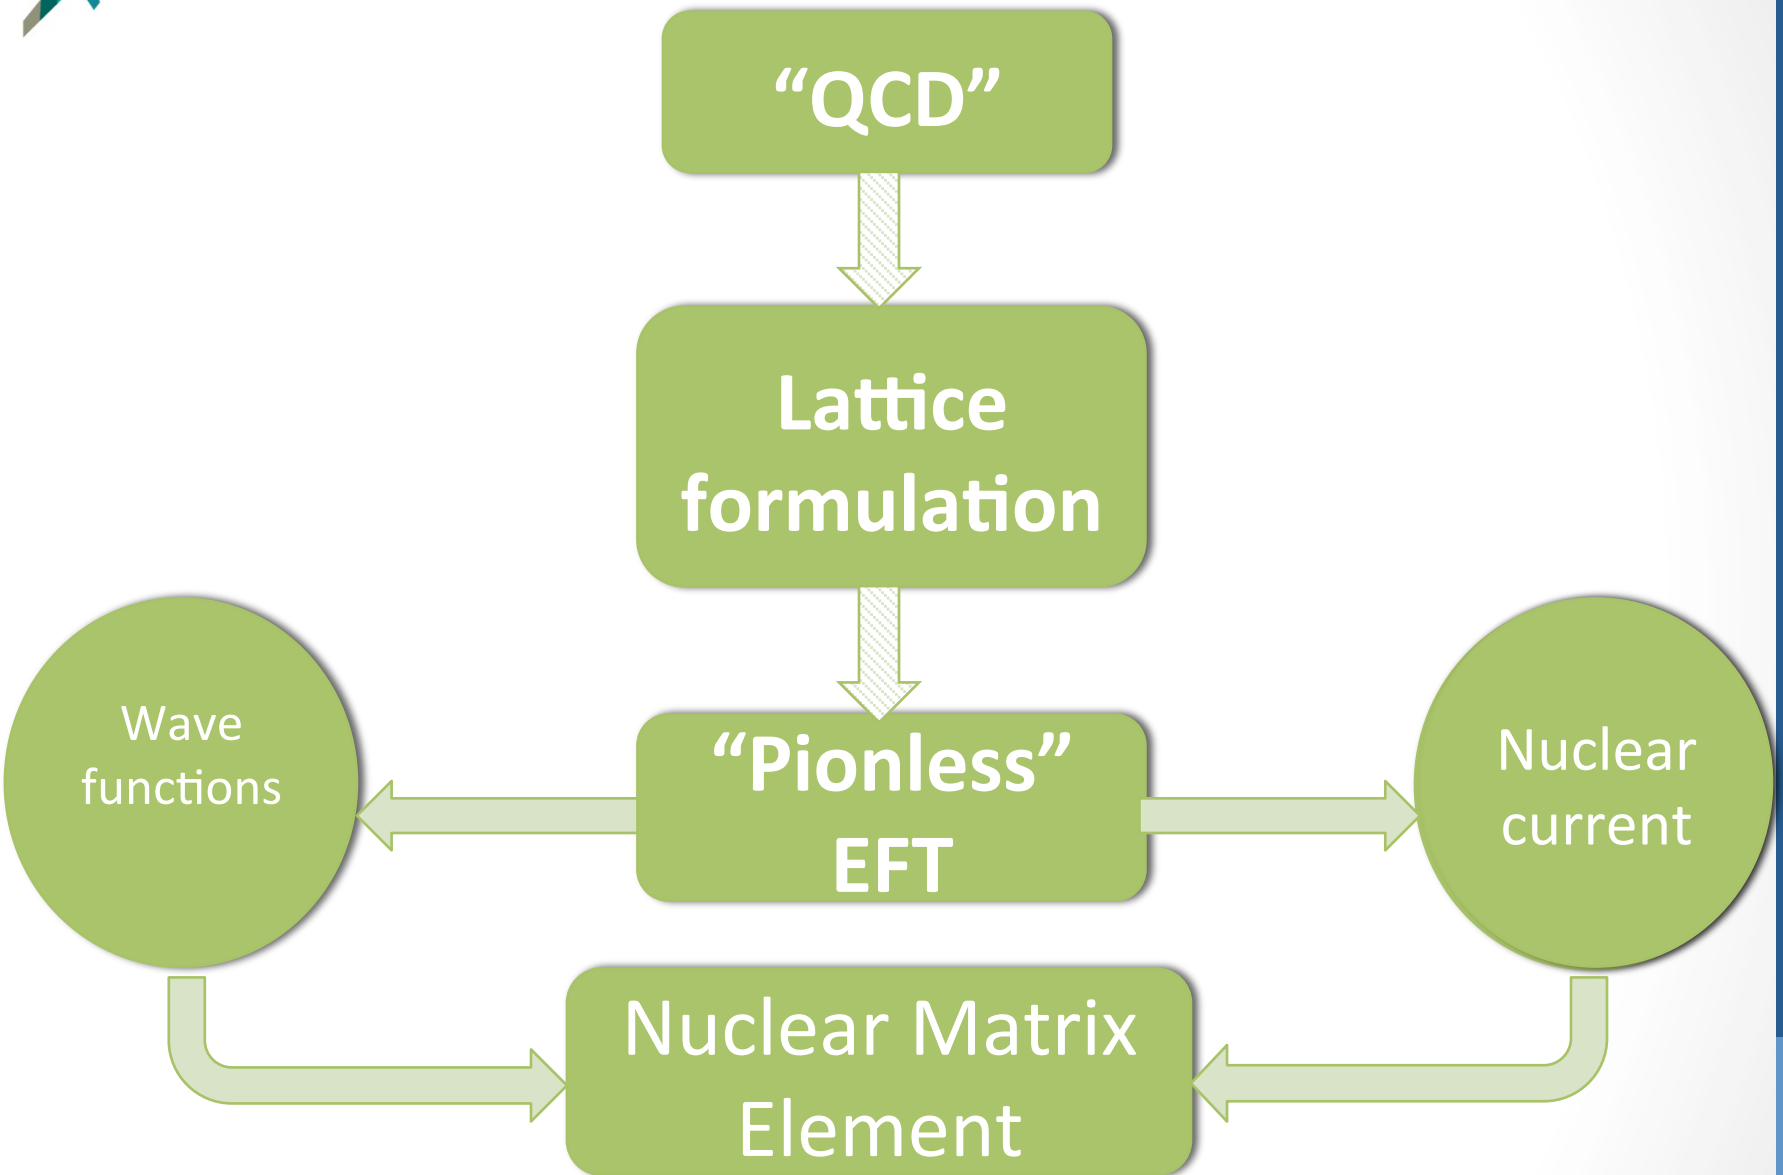 “QCD”
Lattice
formulation
Wave
functions
“Pionless”
EFT
Nuclear
current
Nuclear Matrix
Element